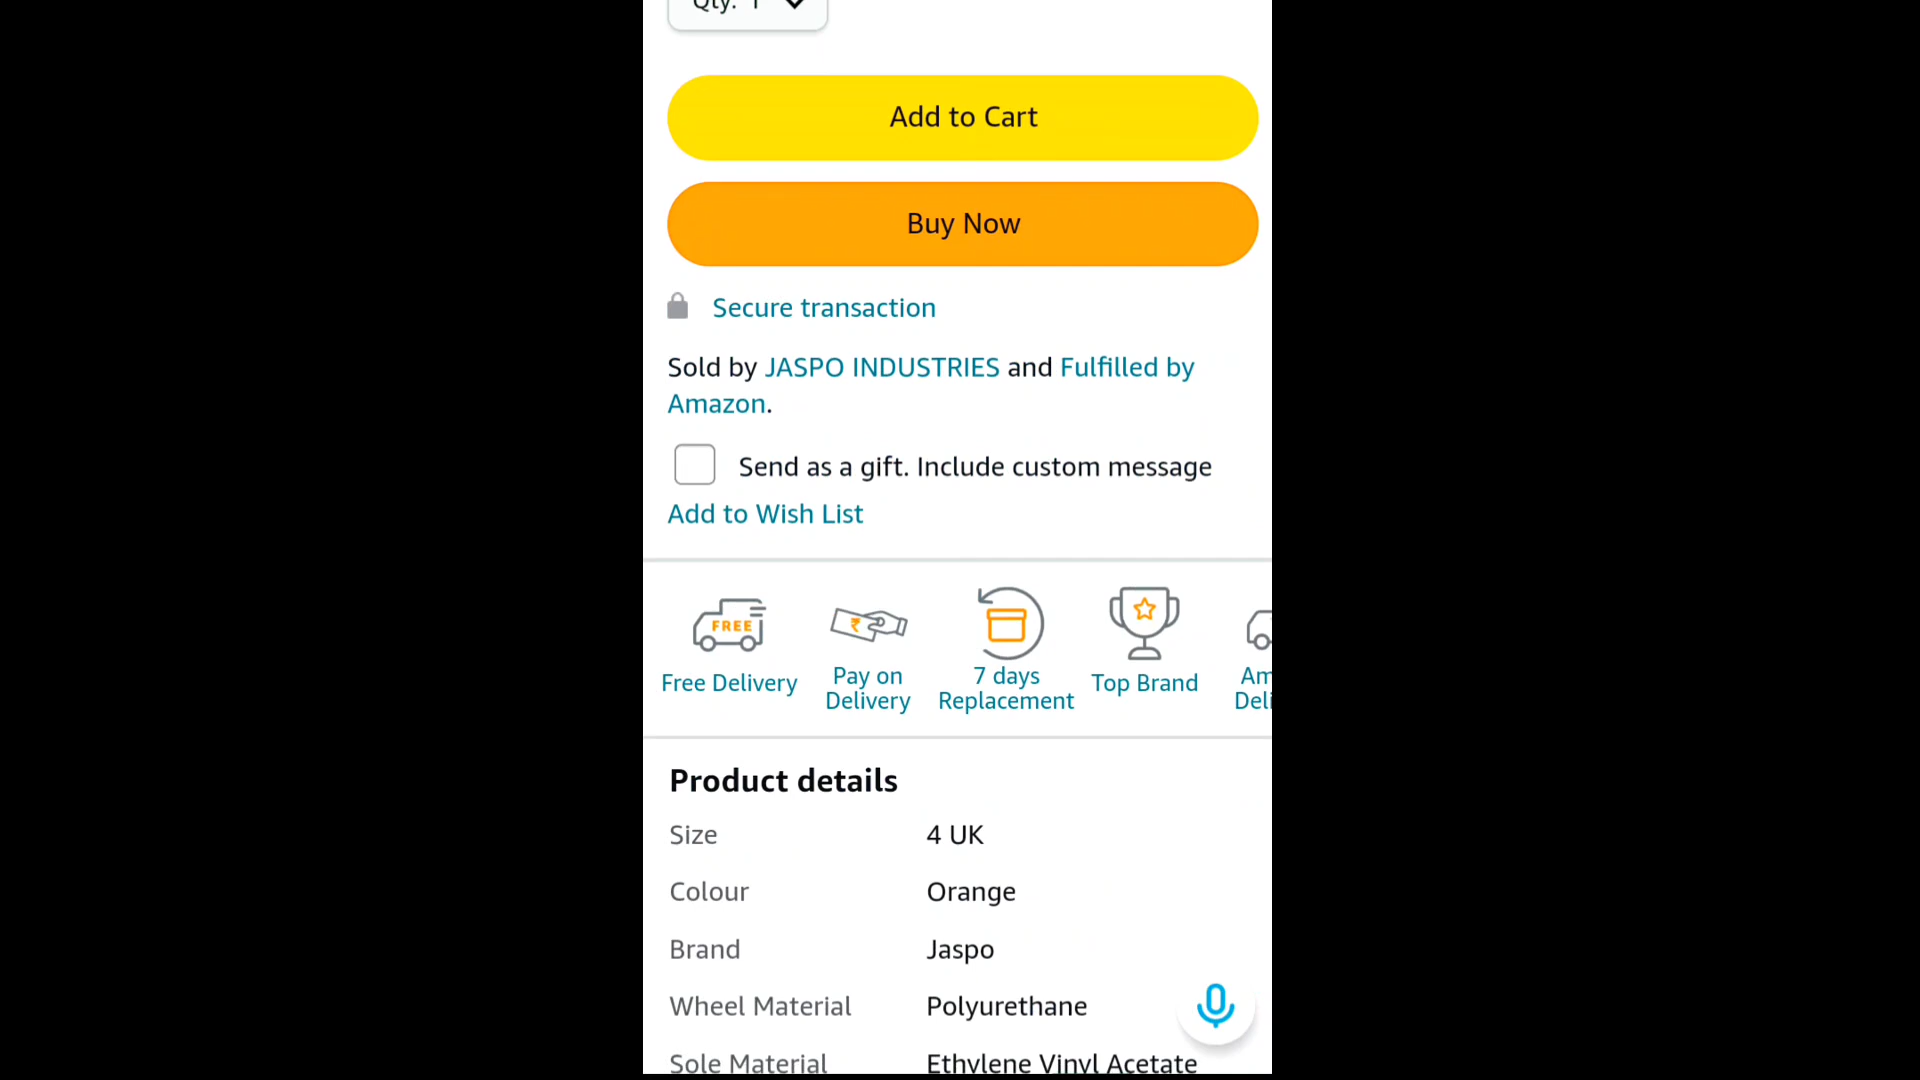 Qty: 1
Add to Cart
Buy Now
Secure transaction
Sold by JASPO INDUSTRIES and Fulfilled by
Amazon.
Send as a gift. Include custom message
Add to Wish List
FREE
₹
Free Delivery
Pay on
Delivery
7 days
Replacement
Top Brand
Am
Deli
Product details
Size 4 UK
Colour Orange
Brand Jaspo
Wheel Material Polyurethane
Sole Material Ethylene Vinyl Acetate